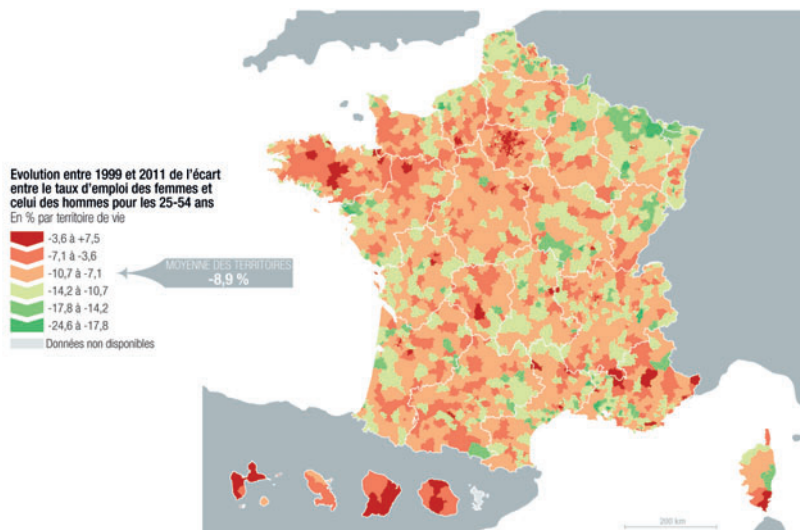 Evolution entre 1999 et 2011 de l'écart
entre le taux d'emploi des femmes et
celui des hommes pour les 25-54 ans
En % par territoire de vie
-3,6 à +7,5
-7,1 à -3,6
-10,7 à -7,1
-14,2 à -10,7
-17,8 à -14,2
-24,6 à -17,8
Données non disponibles
MOYENNE DES TERRITOIRES
-8,9 %
200 km